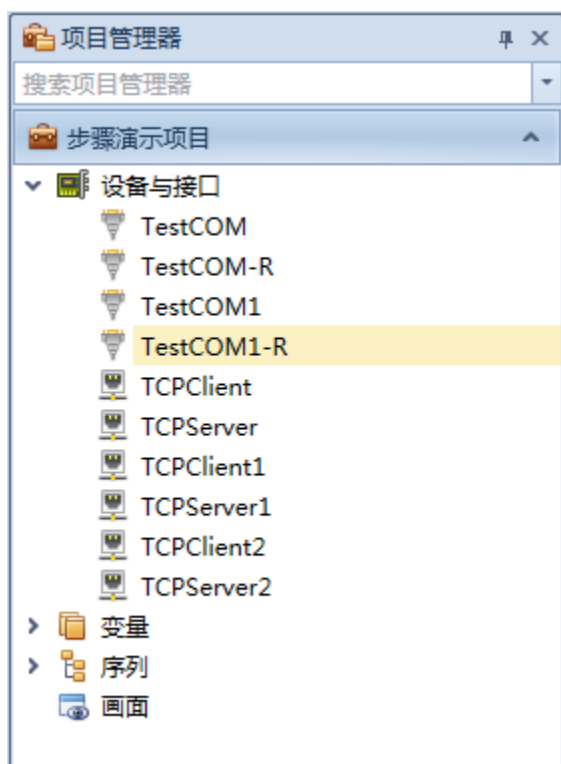 项目管理器
搜索项目管理器
步骤演示项目
设备与接口
TestCOM
TestCOM-R
TestCOM1
TestCOM1-R
TCPClient
TCPServer
TCPClient1
TCPServer1
TCPClient2
TCPServer2
变量
序列
画面